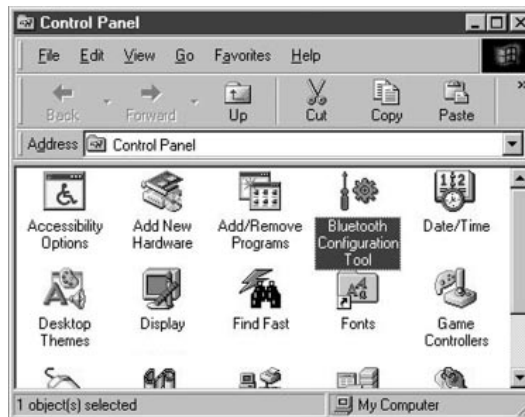 Control Panel
File Edit View Go Favorites Help
Back Forward Up Cut Copy Paste »
Address Control Panel
Accessibility Options
Add New Hardware
Add/Remove Programs
Bluetooth Configuration Tool
Date/Time
Desktop Themes
Display
Find Fast
Fonts
Game Controllers
1 object(s) selected My Computer